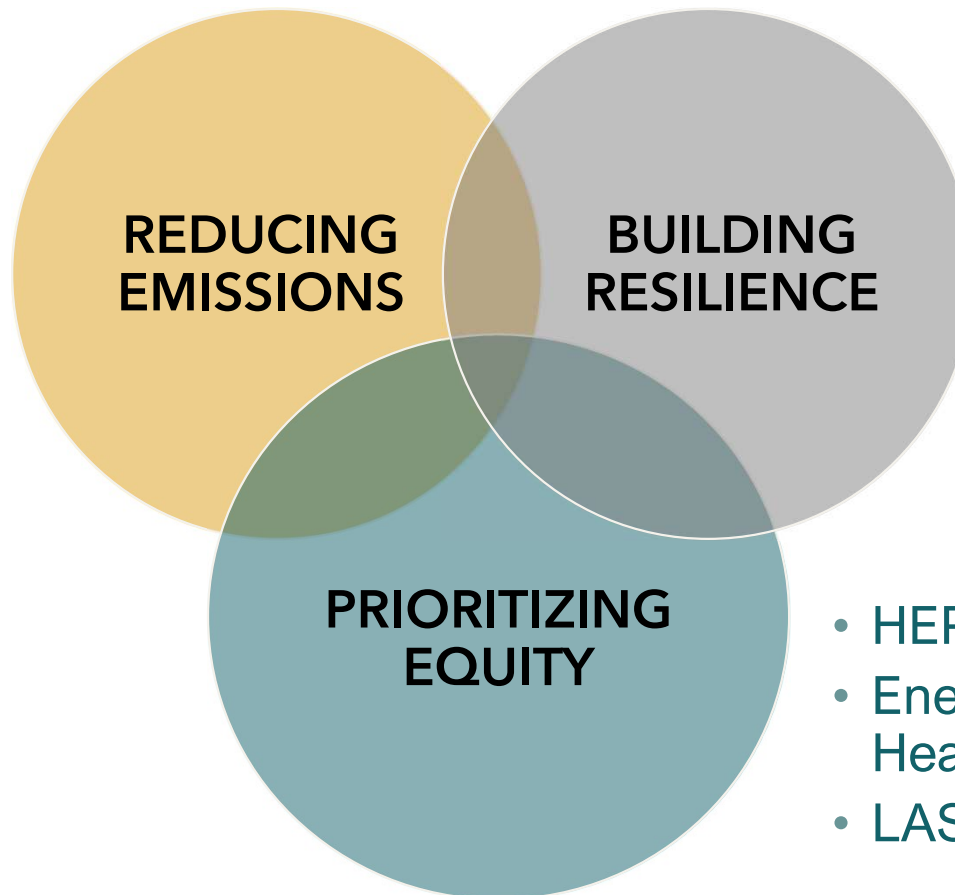 REDUCING
EMISSIONS
BUILDING
RESILIENCE
PRIORITIZING
EQUITY
•
•
•